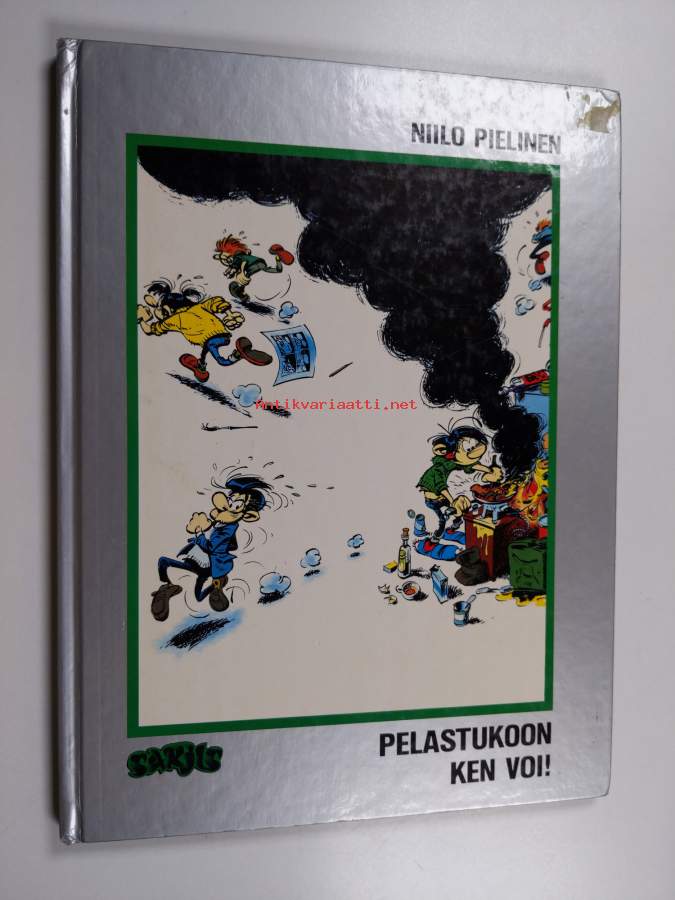 NIILO PIELINEN
Antikvariaatti.net
SARJIS
PELASTUKOON
KEN VOI!